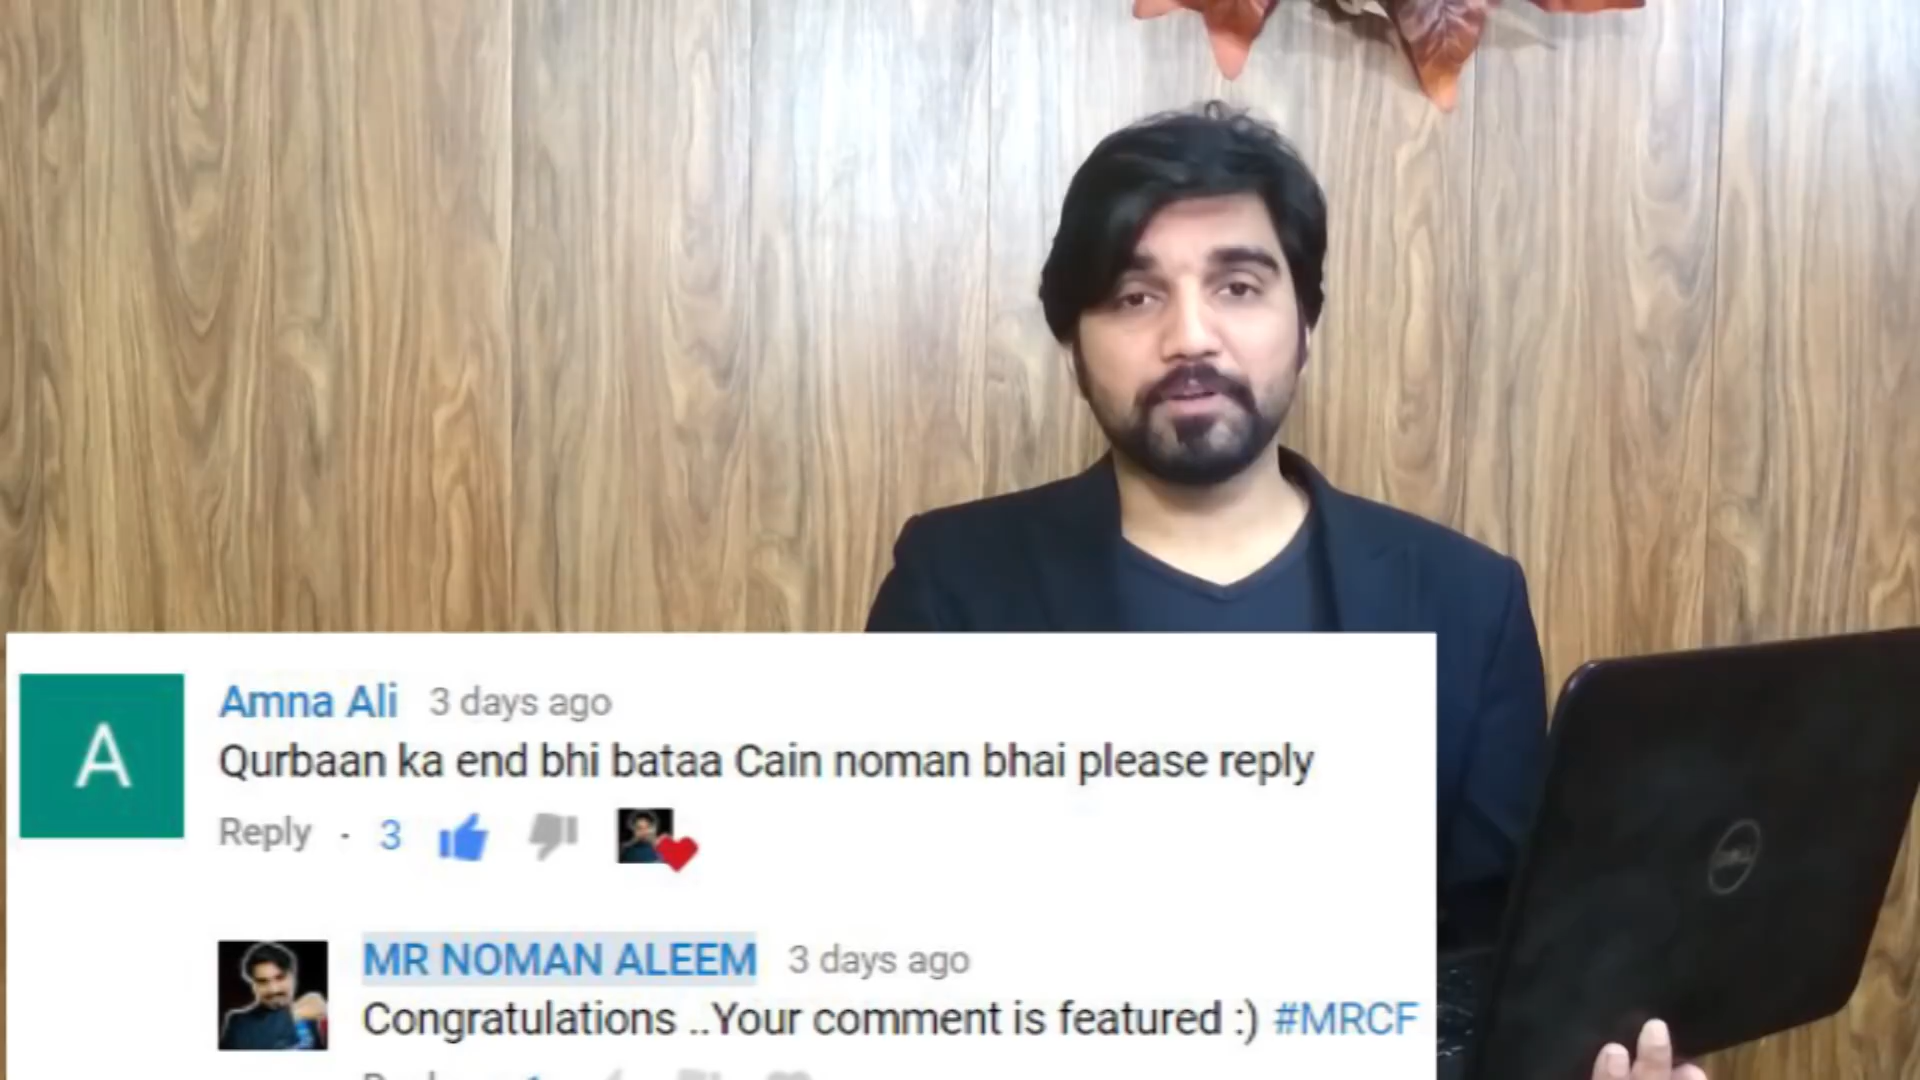 A
Amna Ali 3 days ago
Qurbaan ka end bhi bataa Cain noman bhai please reply
Reply · 3
MR NOMAN ALEEM 3 days ago
Congratulations ..Your comment is featured :) #MRCF
DELL